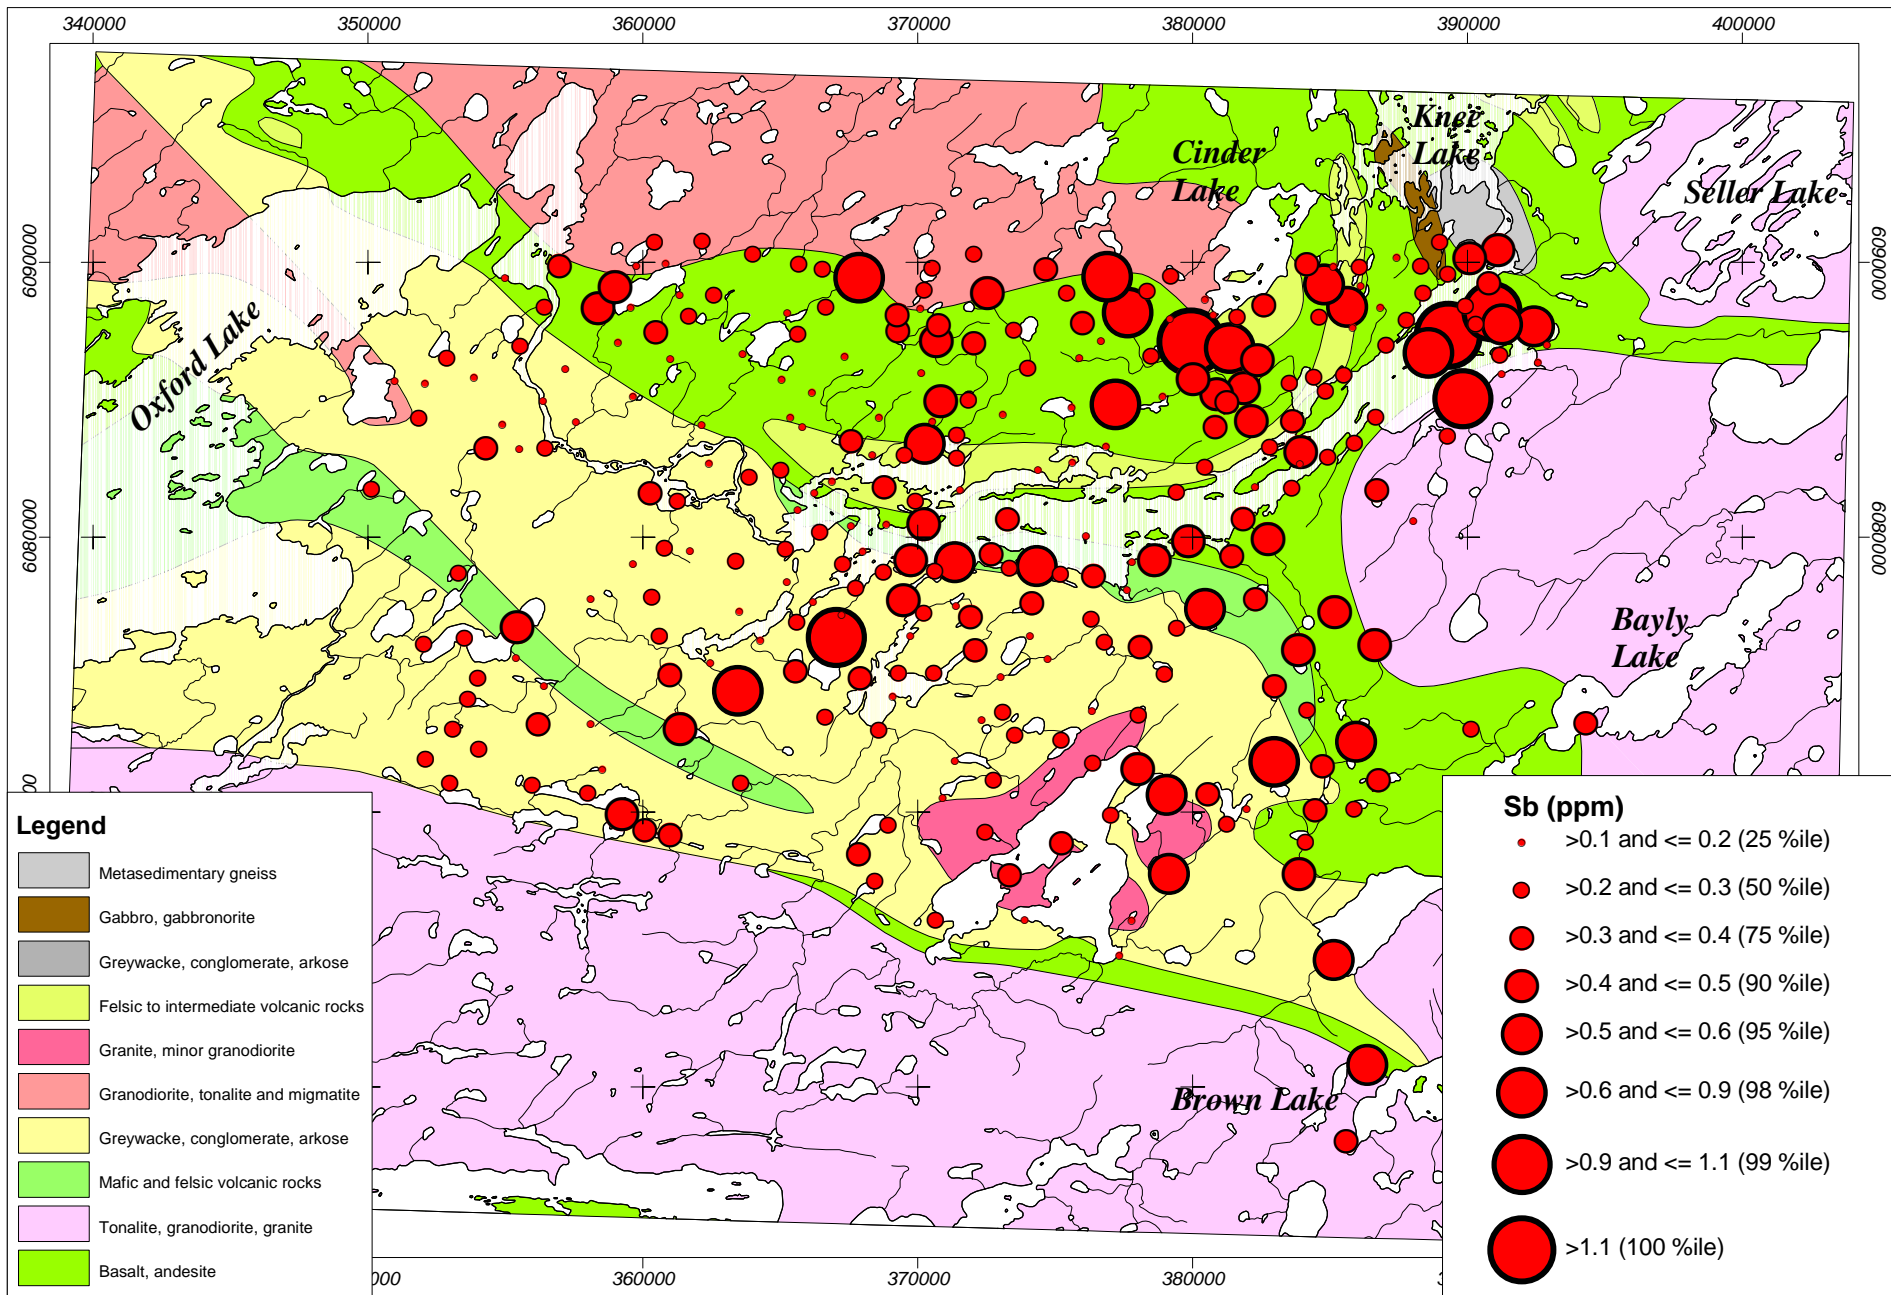 340000 350000 360000 370000 380000 390000 400000
Knee
Lake
Cinder
Lake
Seller Lake
6090000
6090000
Oxford Lake
6080000
6080000
Bayly
Lake
Brown Lake
00
Legend
Metasedimentary gneiss
Gabbro, gabbronorite
Greywacke, conglomerate, arkose
Felsic to intermediate volcanic rocks
Granite, minor granodiorite
Granodiorite, tonalite and migmatite
Greywacke, conglomerate, arkose
Mafic and felsic volcanic rocks
Tonalite, granodiorite, granite
Basalt, andesite
Sb (ppm)
>0.1 and <= 0.2 (25 %ile)
>0.2 and <= 0.3 (50 %ile)
>0.3 and <= 0.4 (75 %ile)
>0.4 and <= 0.5 (90 %ile)
>0.5 and <= 0.6 (95 %ile)
>0.6 and <= 0.9 (98 %ile)
>0.9 and <= 1.1 (99 %ile)
>1.1 (100 %ile)
000 360000 370000 380000